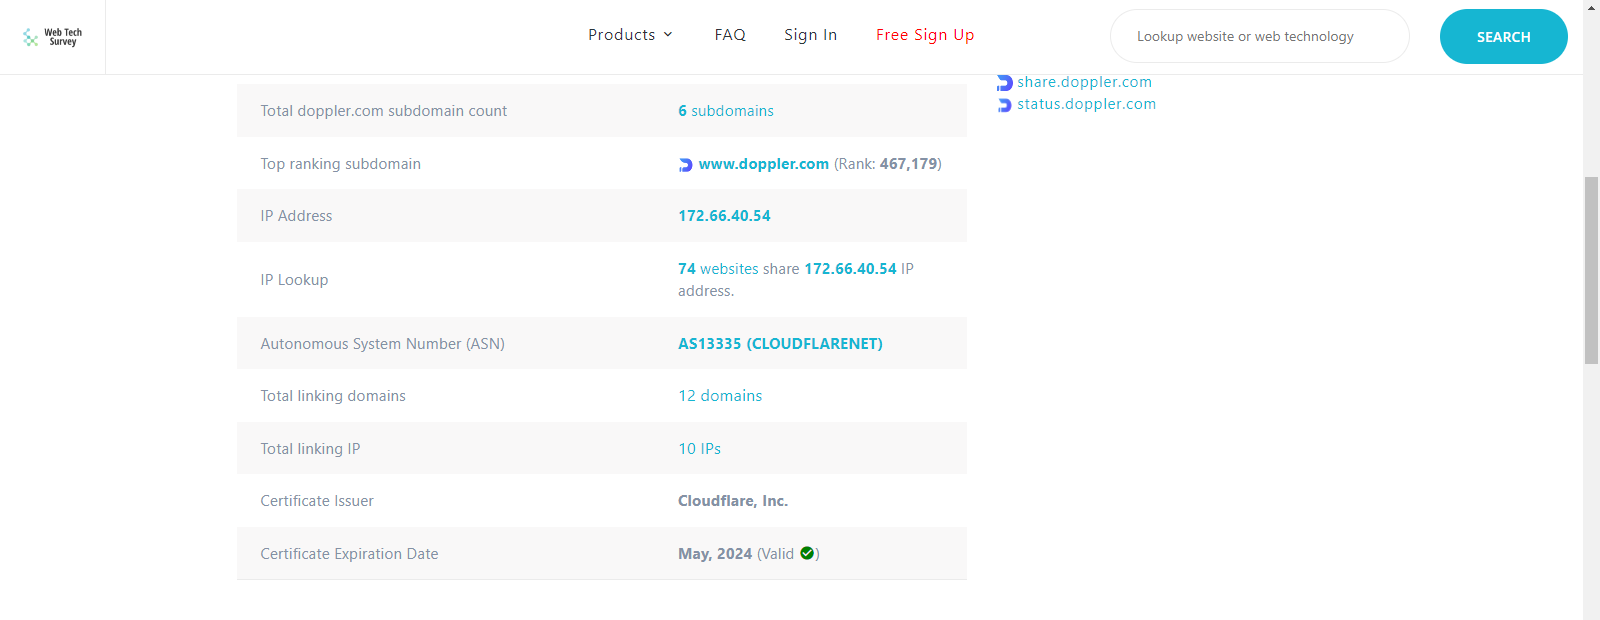 Web Tech
Survey
Products
FAQ
Sign In
Free Sign Up
Lookup website or web technology
SEARCH
share.doppler.com
status.doppler.com
Total doppler.com subdomain count
6 subdomains
Top ranking subdomain
www.doppler.com (Rank: 467,179)
IP Address
172.66.40.54
IP Lookup
74 websites share 172.66.40.54 IP
address.
Autonomous System Number (ASN)
AS13335 (CLOUDFLARENET)
Total linking domains
12 domains
Total linking IP
10 IPs
Certificate Issuer
Cloudflare, Inc.
Certificate Expiration Date
May, 2024 (Valid )